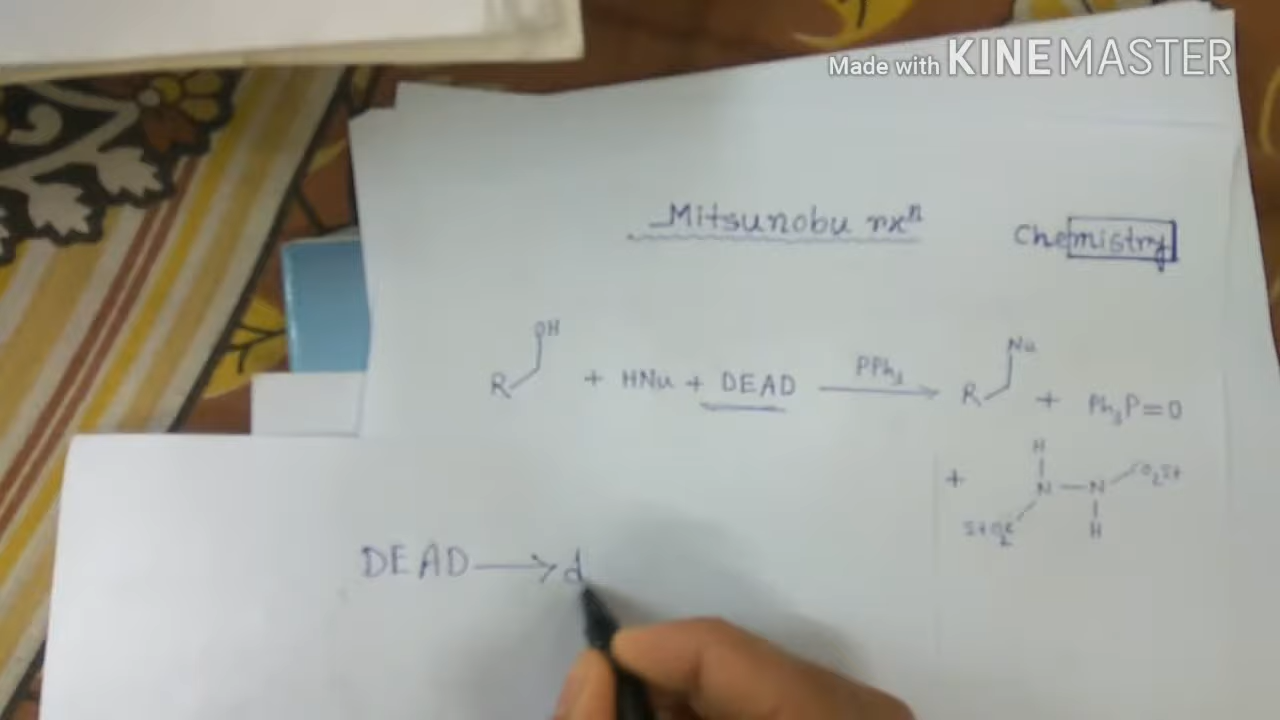 Made with KINEMASTER
Mitsunobu rxⁿ
Chemistry
OH
R + HNu + DEAD PPh₃ → R Nu + Ph₃P=O
+ H
N — N CO₂Et
EtO₂C H
DEAD → d